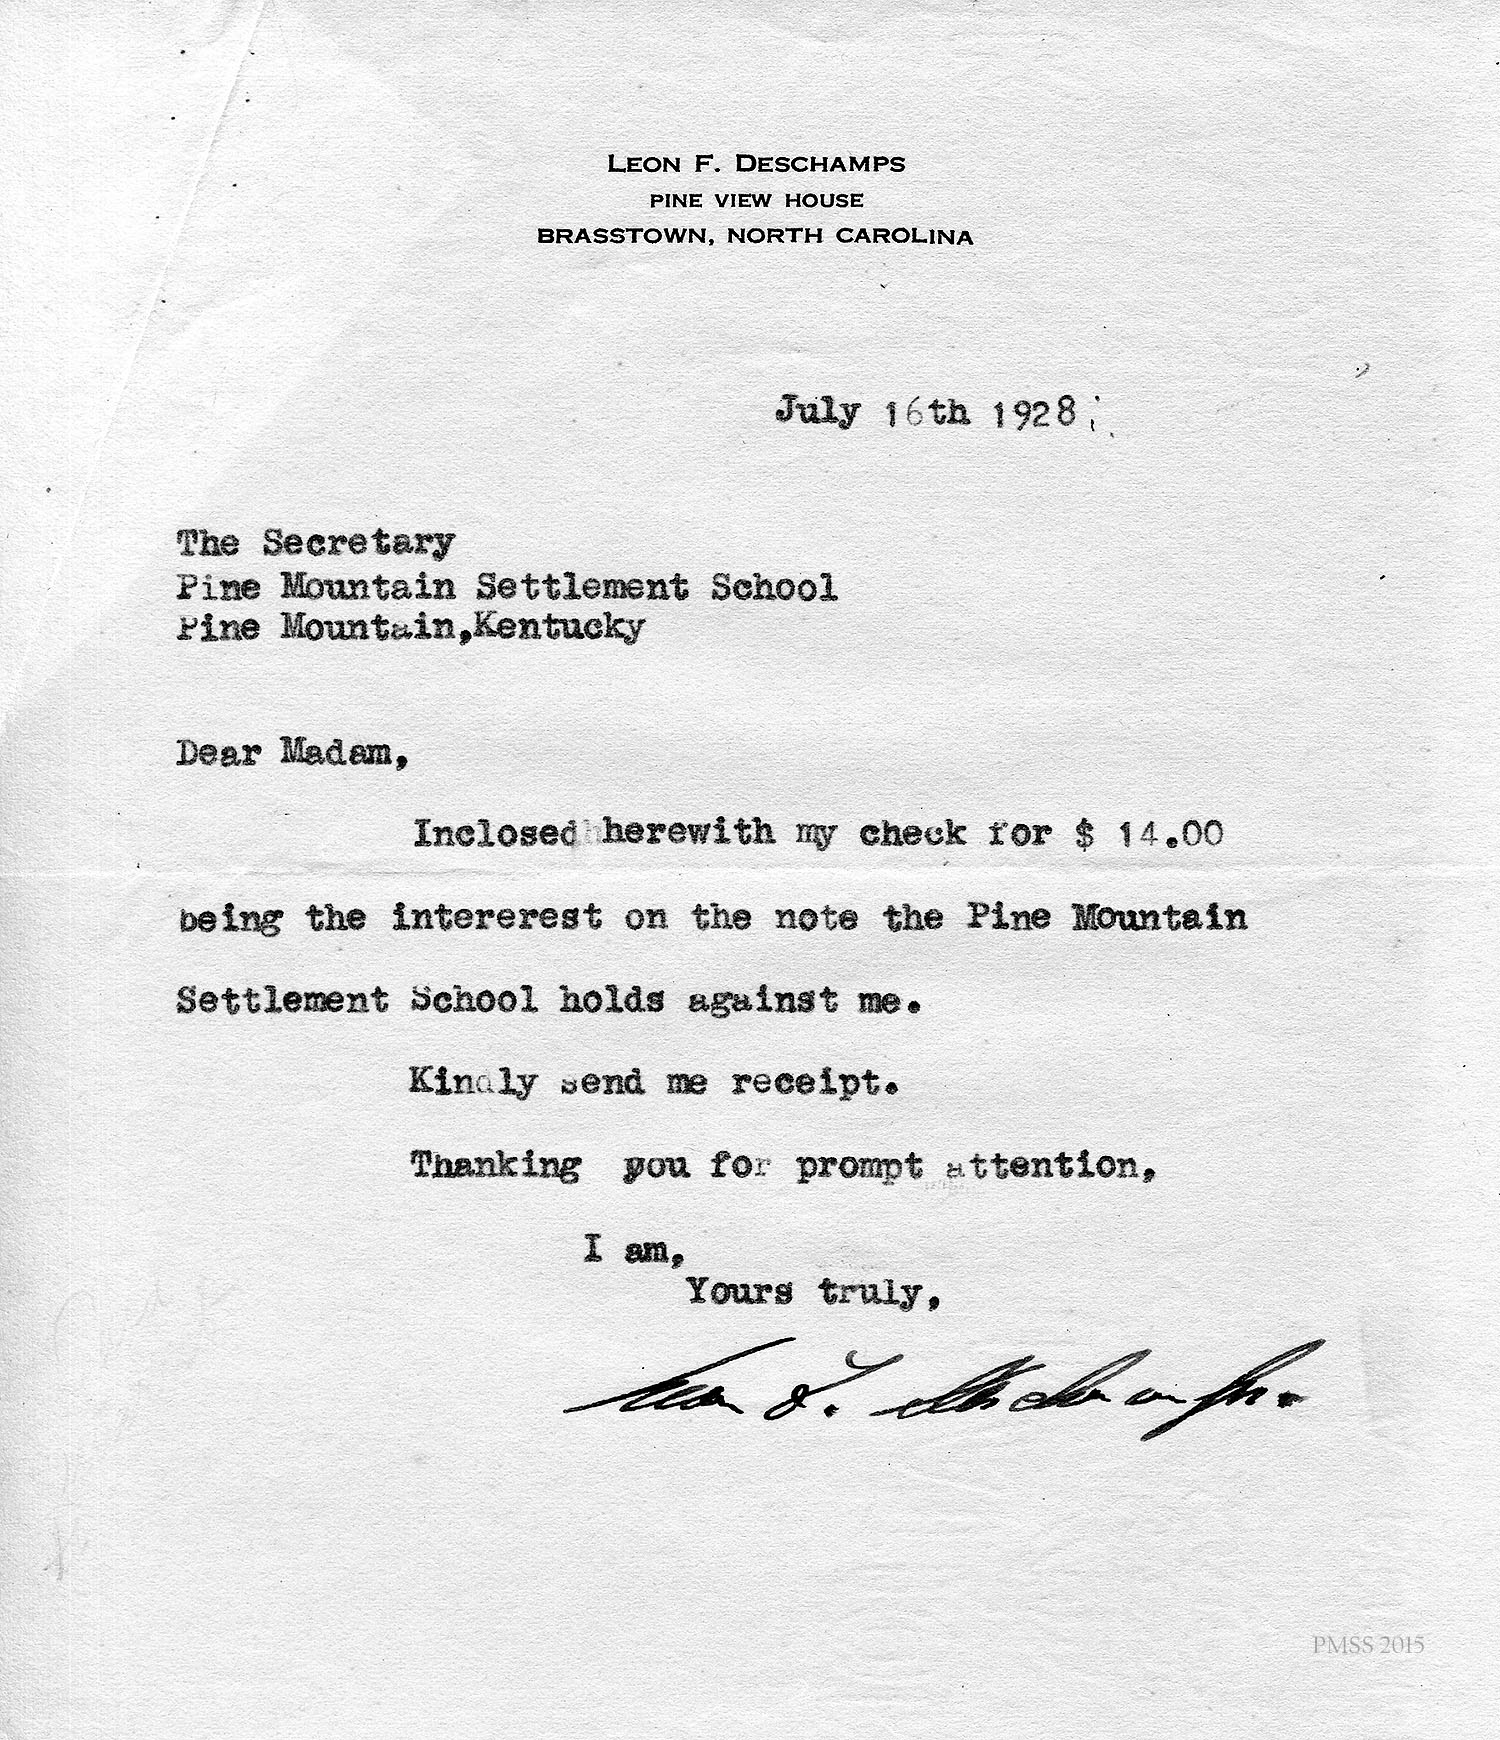 LEON F. DESCHAMPS
PINE VIEW HOUSE
BRASSTOWN, NORTH CAROLINA
July 16th 1928
The Secretary
Pine Mountain Settlement School
Pine Mountain,Kentucky
Dear Madam,
Inclosed herewith my check for $ 14.00
being the intererest on the note the Pine Mountain
Settlement School holds against me.
Kindly send me receipt.
Thanking you for prompt attention,
I am,
Yours truly,
Leon F. Deschamps.
PMSS 2015